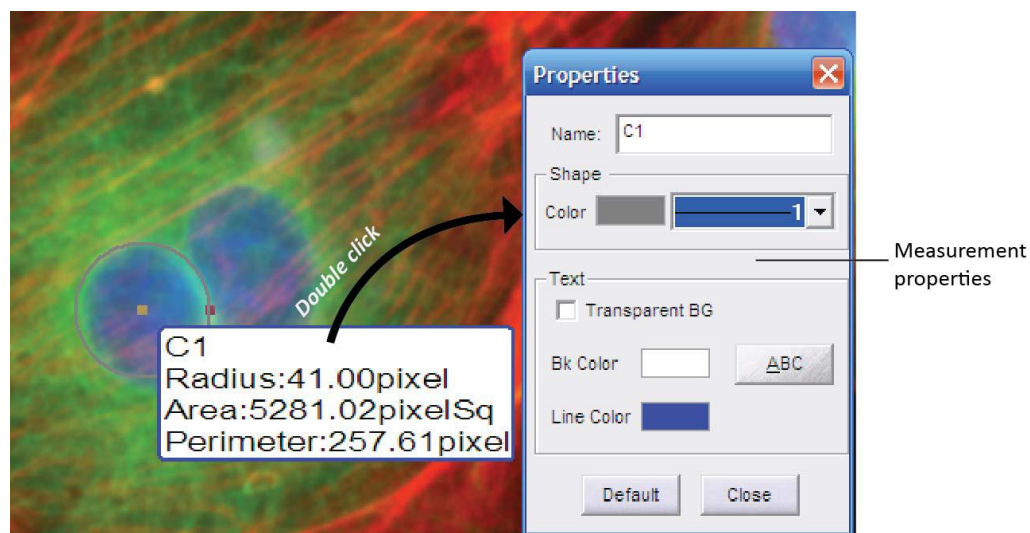 Properties
Name: C1
Shape
Color 1
Measurement
properties
Double click
Text
Transparent BG
C1
Radius:41.00pixel
Area:5281.02pixelSq
Perimeter:257.61pixel
Bk Color ABC
Line Color
Default Close